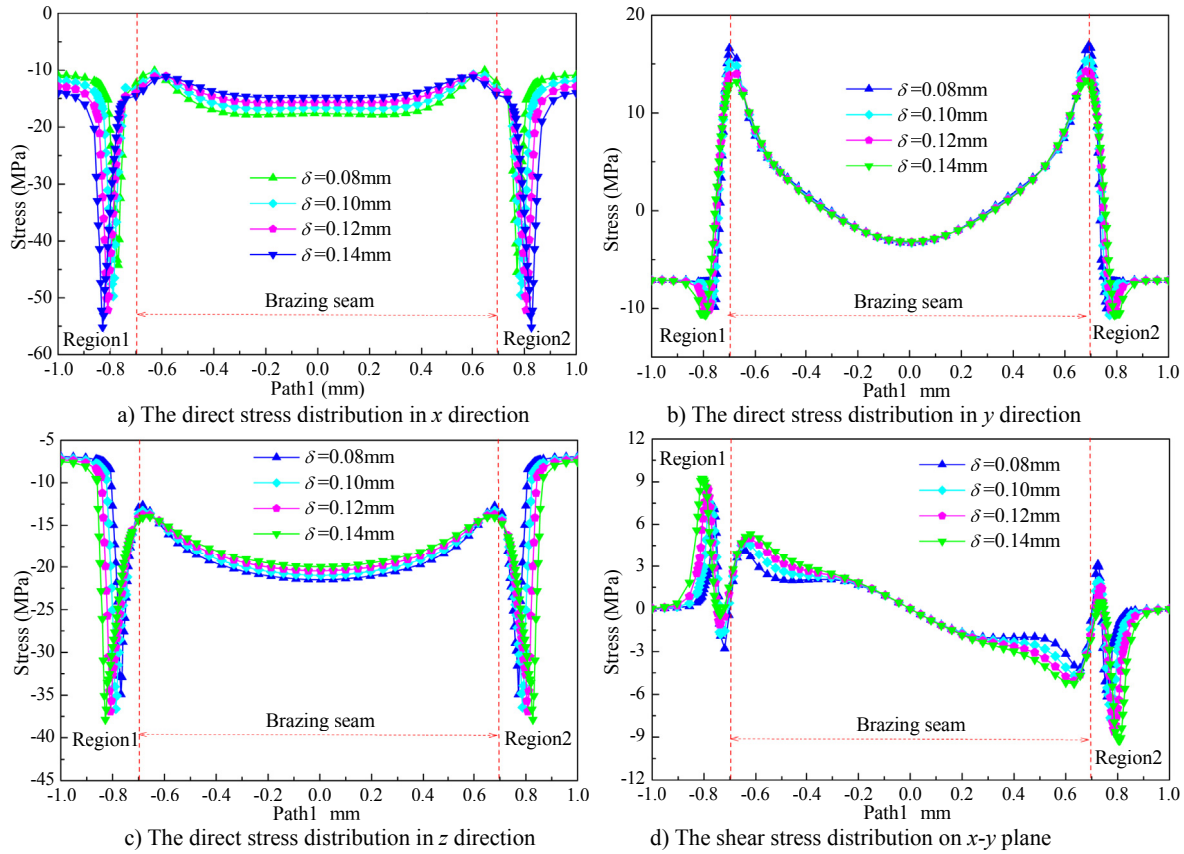 0
-10
-20
-30
-40
-50
-60
Stress (MPa)
δ=0.08mm
δ=0.10mm
δ=0.12mm
δ=0.14mm
Brazing seam
Region1
Region2
-1.0 -0.8 -0.6 -0.4 -0.2 0.0 0.2 0.4 0.6 0.8 1.0
Path1 (mm)
a) The direct stress distribution in x direction
20
10
0
-10
Stress (MPa)
δ=0.08mm
δ=0.10mm
δ=0.12mm
δ=0.14mm
Brazing seam
Region1
Region2
-1.0 -0.8 -0.6 -0.4 -0.2 0.0 0.2 0.4 0.6 0.8 1.0
Path1 mm
b) The direct stress distribution in y direction
-5
-10
-15
-20
-25
-30
-35
-40
-45
Stress (MPa)
δ=0.08mm
δ=0.10mm
δ=0.12mm
δ=0.14mm
Brazing seam
Region1
Region2
-1.0 -0.8 -0.6 -0.4 -0.2 0.0 0.2 0.4 0.6 0.8 1.0
Path1 mm
c) The direct stress distribution in z direction
12
9
6
3
0
-3
-6
-9
-12
Stress (MPa)
Region1
δ=0.08mm
δ=0.10mm
δ=0.12mm
δ=0.14mm
Brazing seam
Region2
-1.0 -0.8 -0.6 -0.4 -0.2 0.0 0.2 0.4 0.6 0.8 1.0
Path1 mm
d) The shear stress distribution on x-y plane